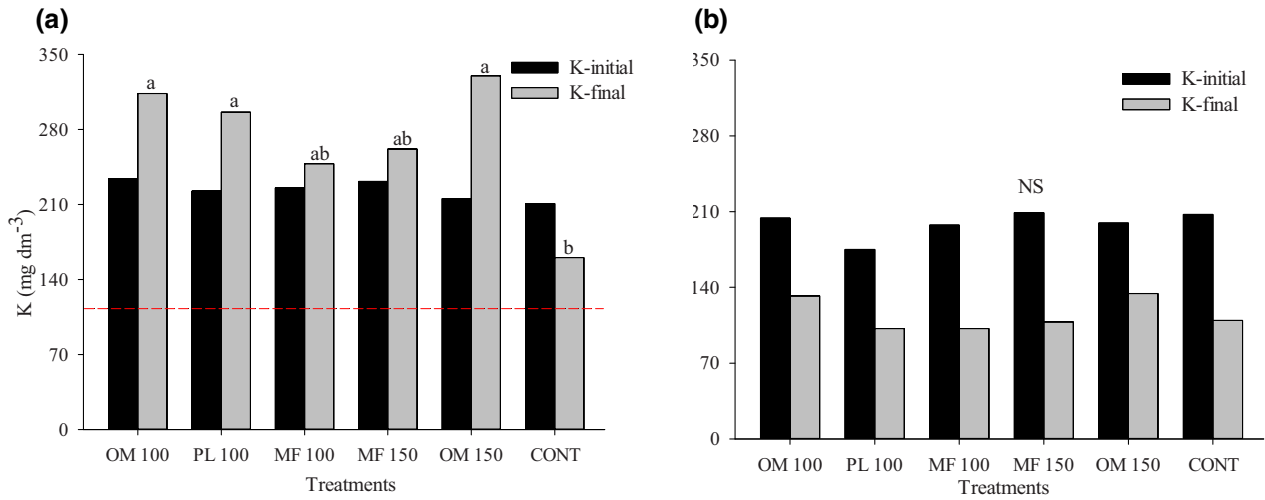 (a)
350
280
210
140
70
0
K (mg dm⁻³)
a
a
ab
ab
a
b
K-initial
K-final
OM 100 PL 100 MF 100 MF 150 OM 150 CONT
Treatments
(b)
350
280
210
140
70
0
K-initial
K-final
NS
OM 100 PL 100 MF 100 MF 150 OM 150 CONT
Treatments